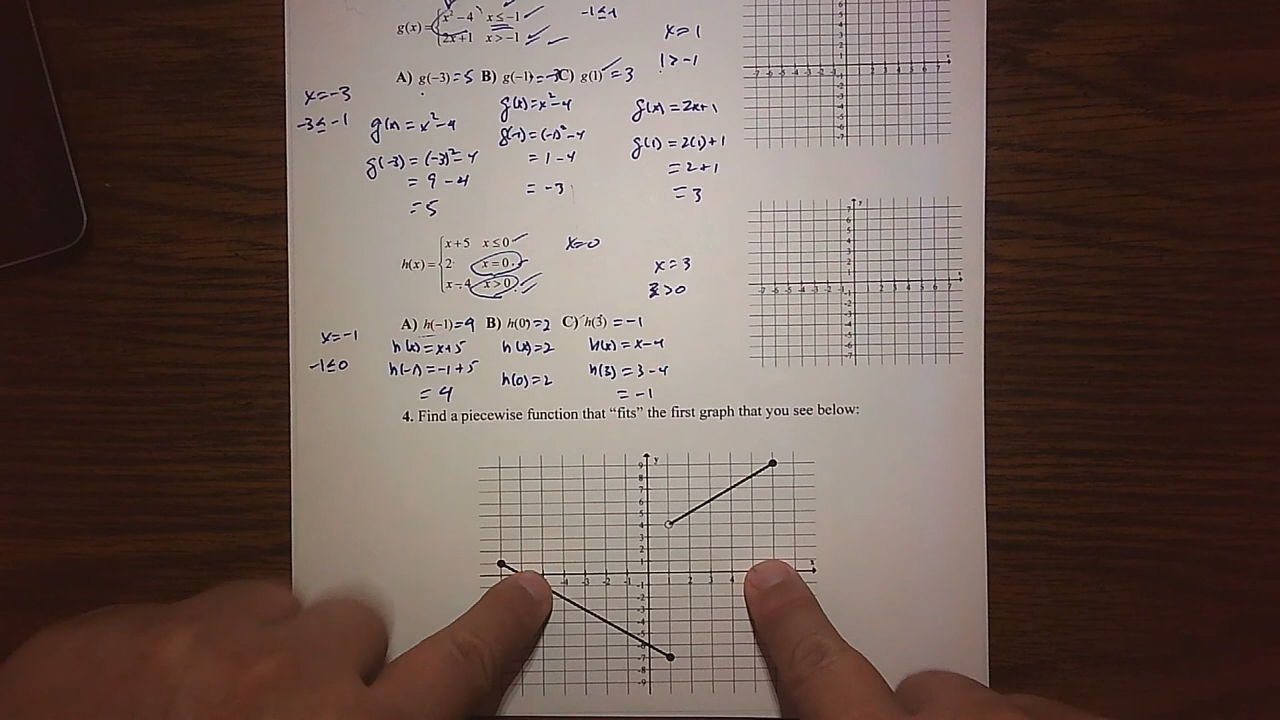 g(x)= { x² − 4 x ≤ −1 -1 ≤ -1
2x+1 x > −1
x=1
1 > -1
A) g(−3) = 5 B) g(−1) = -3 C) g(1) = 3
x=-3
-3 ≤ -1
g(x) = x²-4
g(-3) = (-3)²-4
= 9 - 4
= 5
g(x) = x²-4
g(-1) = (-1)²-4
= 1 - 4
= -3
g(x) = 2x+1
g(1) = 2(1)+1
= 2+1
= 3
h(x) = { x+5 x ≤ 0
2 x = 0
x − 4 x > 0
x=0
x = 3
3 > 0
A) h(−1) = 4 B) h(0) = 2 C) h(3) = -1
x=-1
-1 ≤ 0
h(x) = x+5
h(-1) = -1+5
= 4
h(x) = 2
h(0) = 2
h(x) = x-4
h(3) = 3-4
= -1
4. Find a piecewise function that “fits” the first graph that you see below: